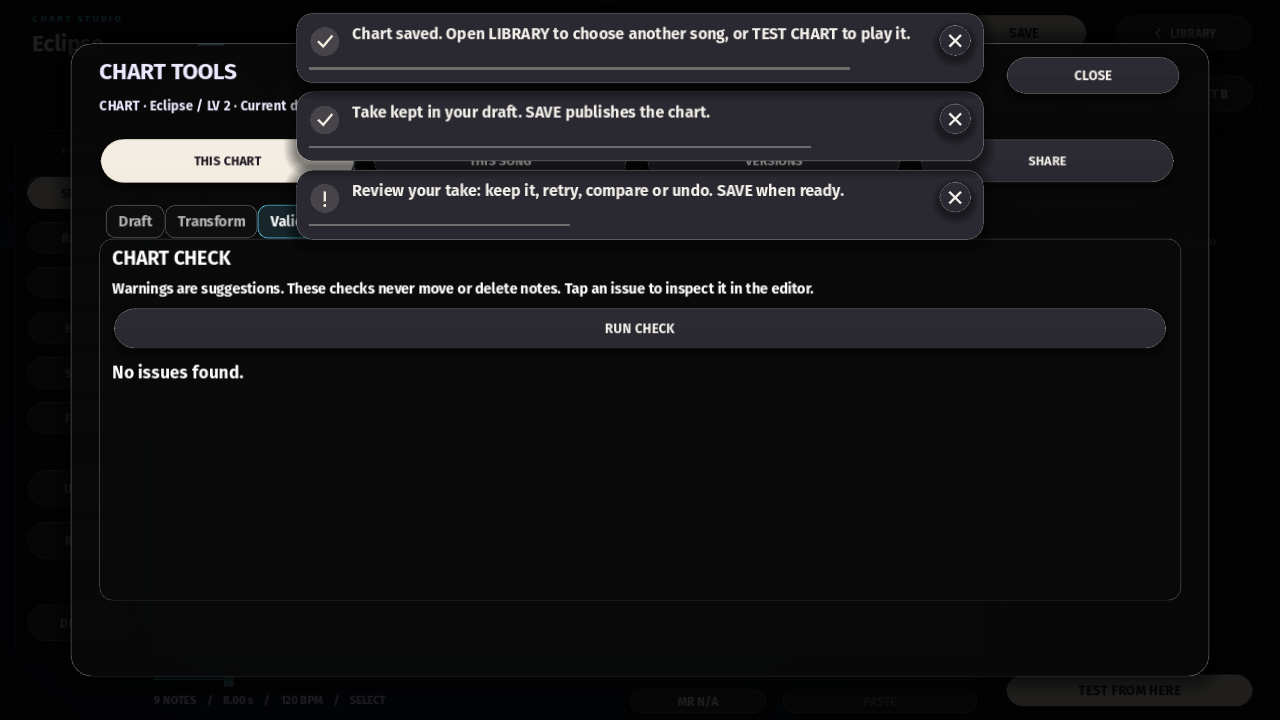 CHART STUDIO
Eclipse
SAVE
LIBRARY
Chart saved. Open LIBRARY to choose another song, or TEST CHART to play it.
CHART TOOLS
CLOSE
CHART · Eclipse / LV 2 · Current d
Take kept in your draft. SAVE publishes the chart.
THIS CHART
THIS SONG
VERSIONS
SHARE
Review your take: keep it, retry, compare or undo. SAVE when ready.
Draft
Transform
Vali
CHART CHECK
Warnings are suggestions. These checks never move or delete notes. Tap an issue to inspect it in the editor.
RUN CHECK
No issues found.
9 NOTES / 8.00 s / 120 BPM / SELECT
MR N/A
PASTE
TEST FROM HERE